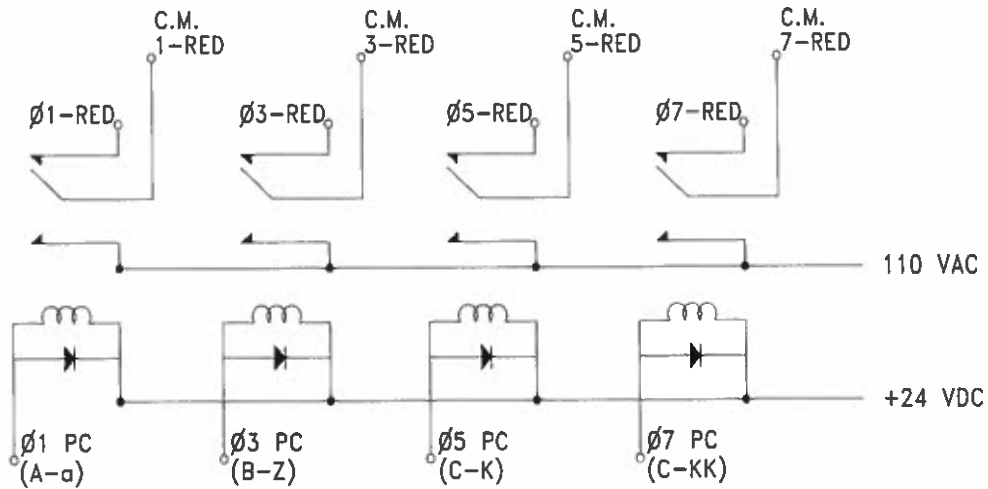 C.M.
1-RED
C.M.
3-RED
C.M.
5-RED
C.M.
7-RED
Ø1-RED
Ø3-RED
Ø5-RED
Ø7-RED
110 VAC
+24 VDC
Ø1 PC
(A-a)
Ø3 PC
(B-Z)
Ø5 PC
(C-K)
Ø7 PC
(C-KK)